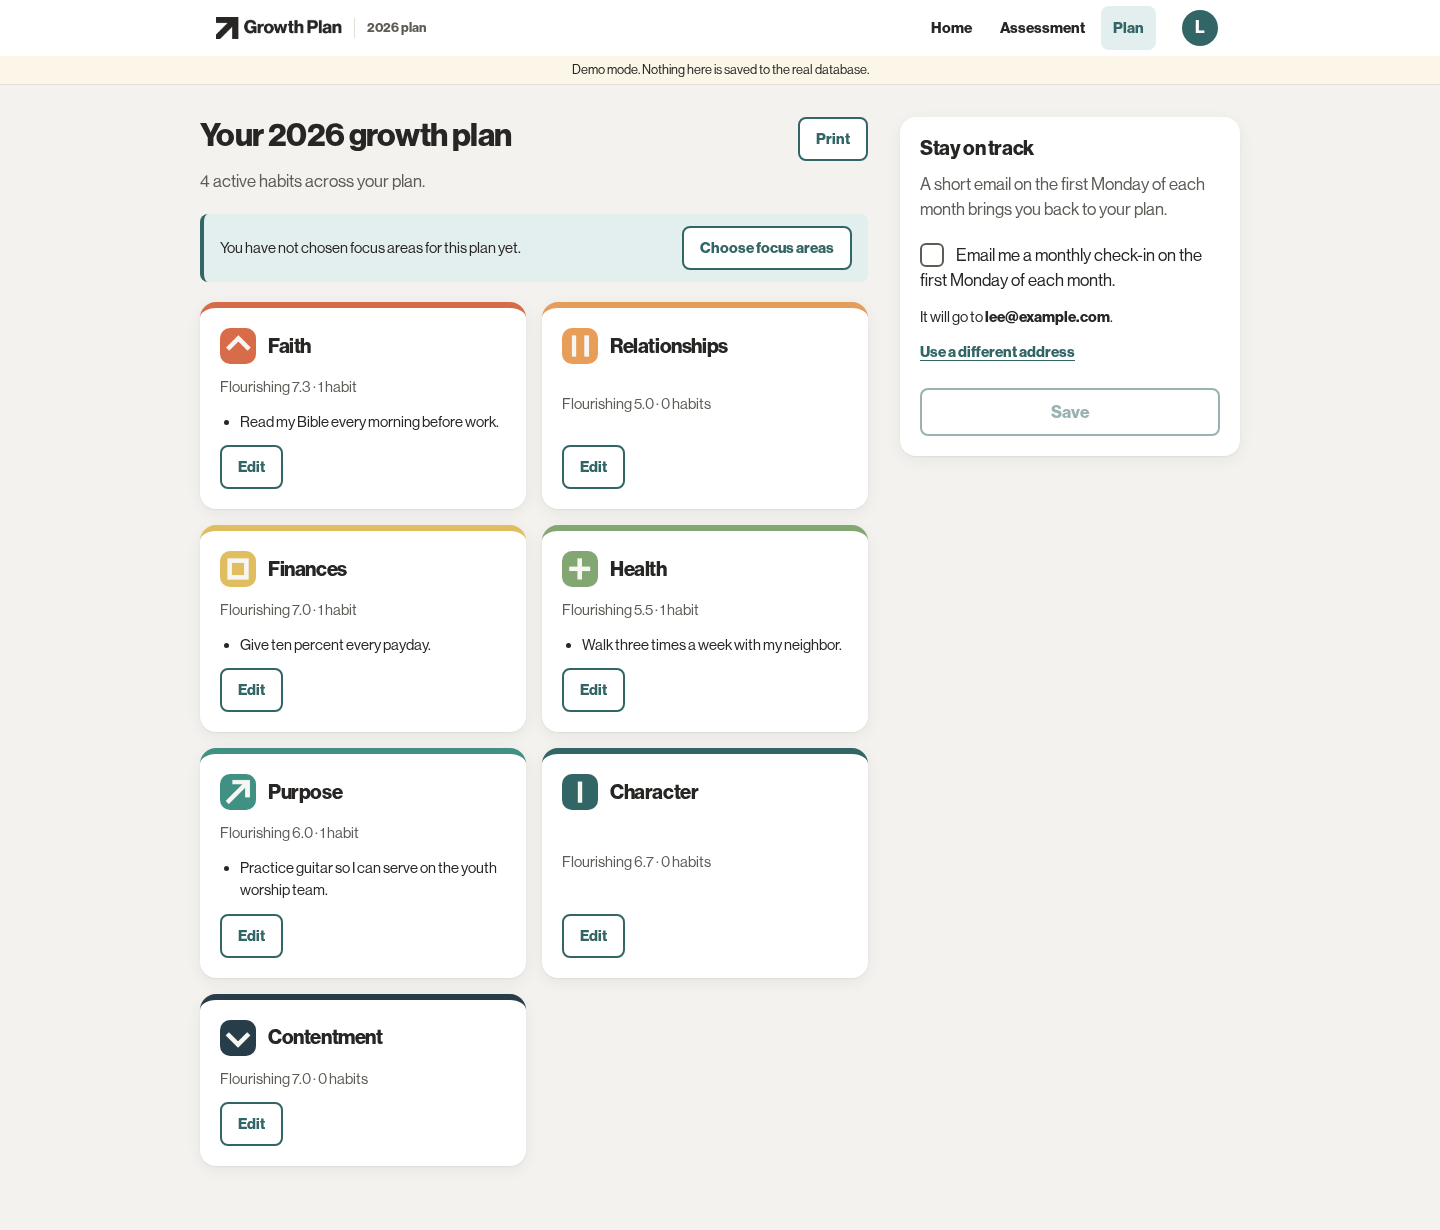 Growth Plan
2026 plan
Home
Assessment
Plan
L
Demo mode. Nothing here is saved to the real database.
Your 2026 growth plan
Print
4 active habits across your plan.
You have not chosen focus areas for this plan yet.
Choose focus areas
Faith
Flourishing 7.3 · 1 habit
• Read my Bible every morning before work.
Edit
Relationships
Flourishing 5.0 · 0 habits
Edit
Finances
Flourishing 7.0 · 1 habit
• Give ten percent every payday.
Edit
Health
Flourishing 5.5 · 1 habit
• Walk three times a week with my neighbor.
Edit
Purpose
Flourishing 6.0 · 1 habit
• Practice guitar so I can serve on the youth
worship team.
Edit
Character
Flourishing 6.7 · 0 habits
Edit
Contentment
Flourishing 7.0 · 0 habits
Edit
Stay on track
A short email on the first Monday of each
month brings you back to your plan.
Email me a monthly check-in on the
first Monday of each month.
It will go to lee@example.com.
Use a different address
Save